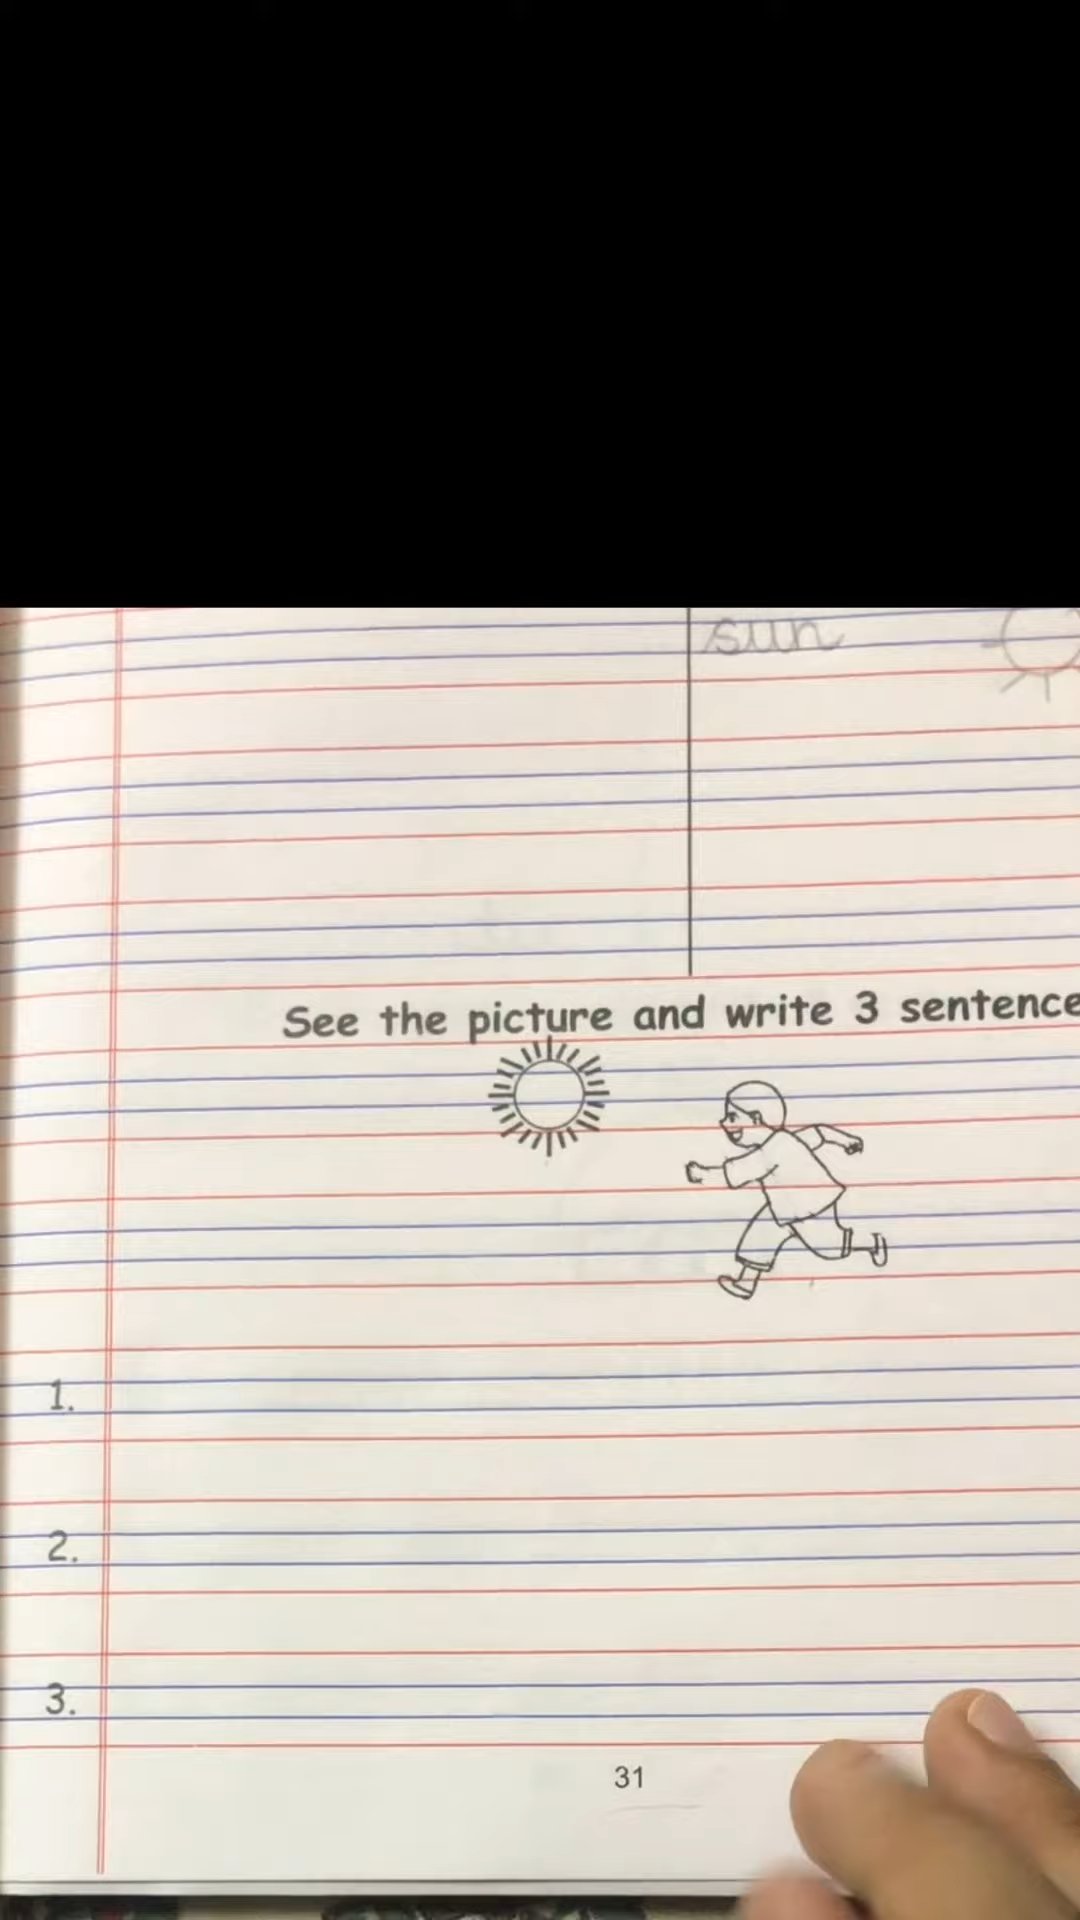 sun
See the picture and write 3 sentence
1.
2.
3.
31